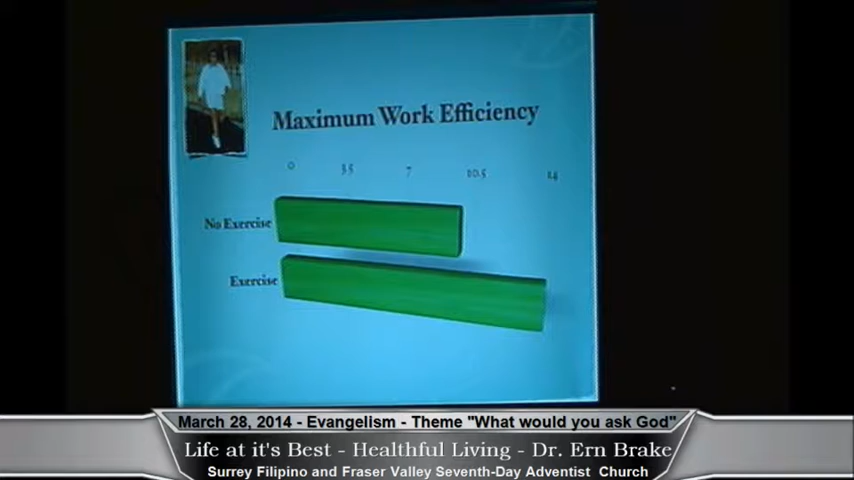 Maximum Work Efficiency
0 3.5 7 10.5 14
No Exercise
Exercise
March 28, 2014 - Evangelism - Theme "What would you ask God"
Life at it's Best - Healthful Living - Dr. Ern Brake
Surrey Filipino and Fraser Valley Seventh-Day Adventist Church